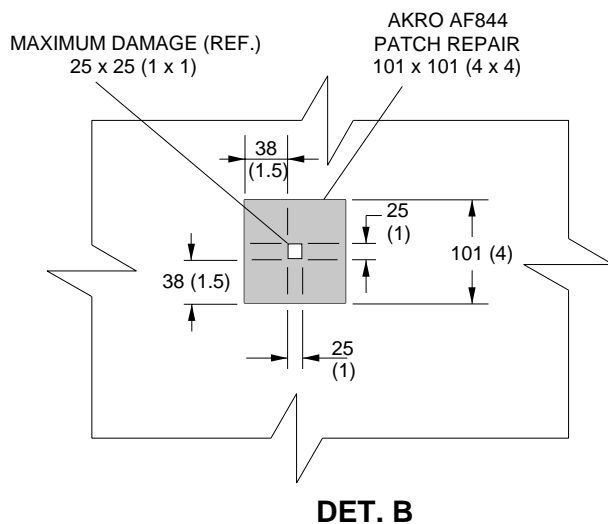 AKRO AF844
PATCH REPAIR
101 x 101 (4 x 4)
MAXIMUM DAMAGE (REF.)
25 x 25 (1 x 1)
38
(1.5)
25
(1)
101 (4)
38 (1.5)
25
(1)
DET. B